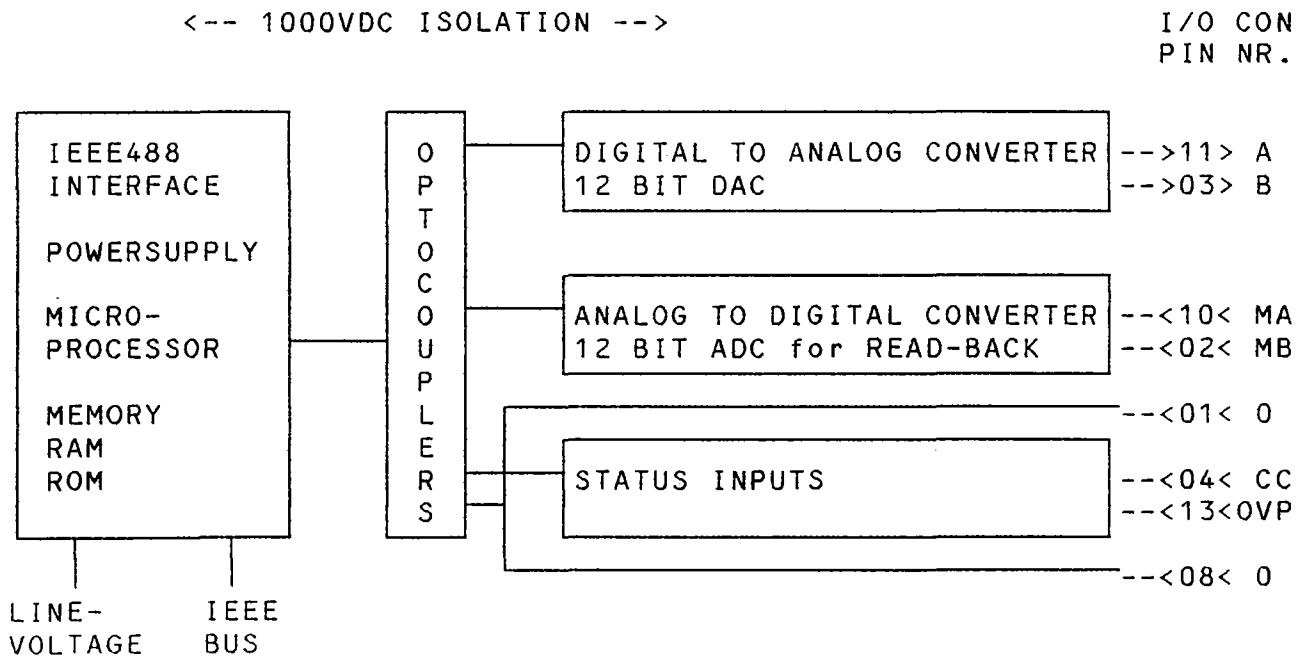 <-- 1000VDC ISOLATION -->
I/O CON
PIN NR.
IEEE488
INTERFACE
POWERSUPPLY
MICRO-
PROCESSOR
MEMORY
RAM
ROM
OPTOCOUPLERS
DIGITAL TO ANALOG CONVERTER
12 BIT DAC
-->11> A
-->03> B
ANALOG TO DIGITAL CONVERTER
12 BIT ADC for READ-BACK
--<10< MA
--<02< MB
--<01< 0
STATUS INPUTS
--<04< CC
--<13<OVP
--<08< 0
LINE-
VOLTAGE
IEEE
BUS